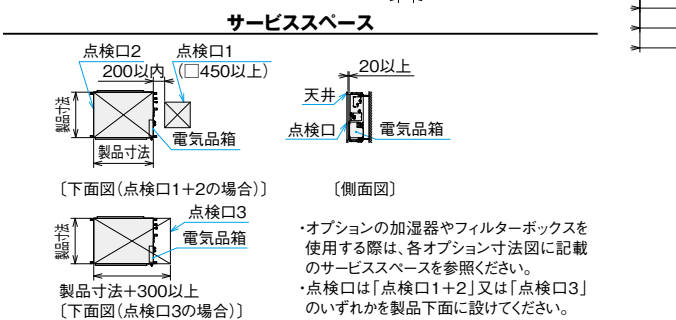 サービススペース
点検口2
点検口1
200以内
(□450以上)
製品寸法
電気品箱
製品寸法
〔下面図(点検口1+2の場合)〕
20以上
天井
点検口
電気品箱
〔側面図〕
点検口3
製品寸法
電気品箱
製品寸法+300以上
〔下面図(点検口3の場合)〕
・オプションの加湿器やフィルターボックスを
使用する際は、各オプション寸法図に記載
のサービススペースを参照ください。
・点検口は「点検口1+2」又は「点検口3」
のいずれかを製品下面に設けてください。